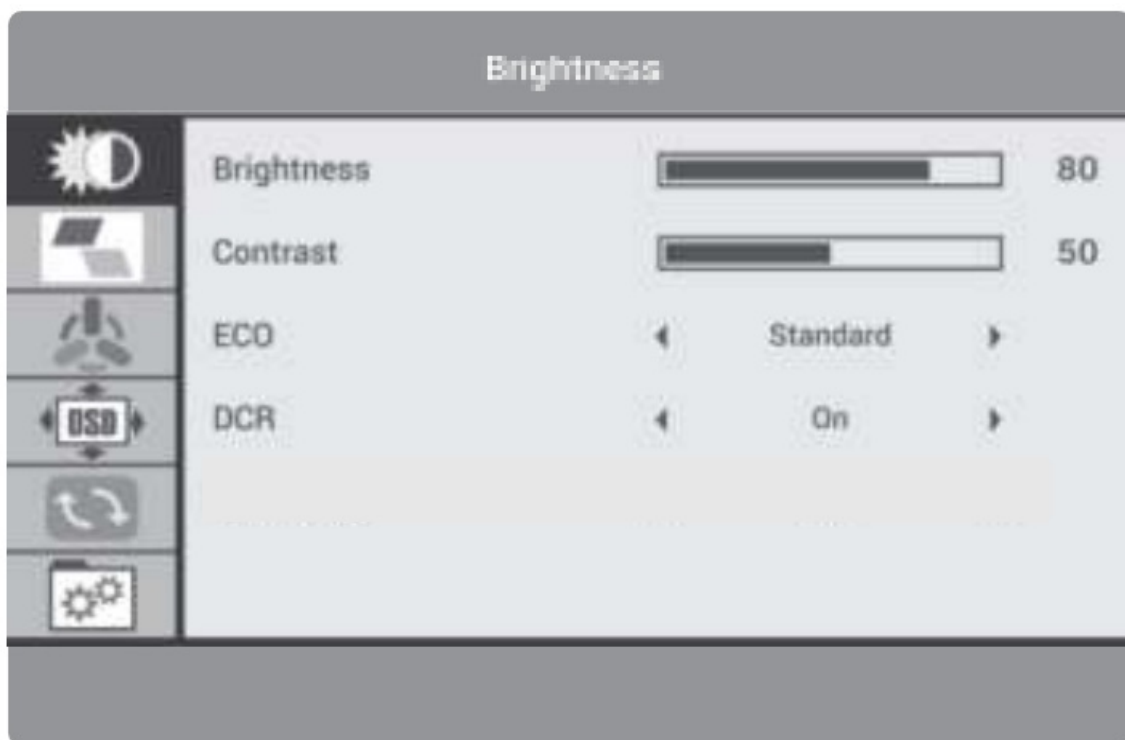 Brightness
Brightness 80
Contrast 50
ECO Standard
DCR On
OSD